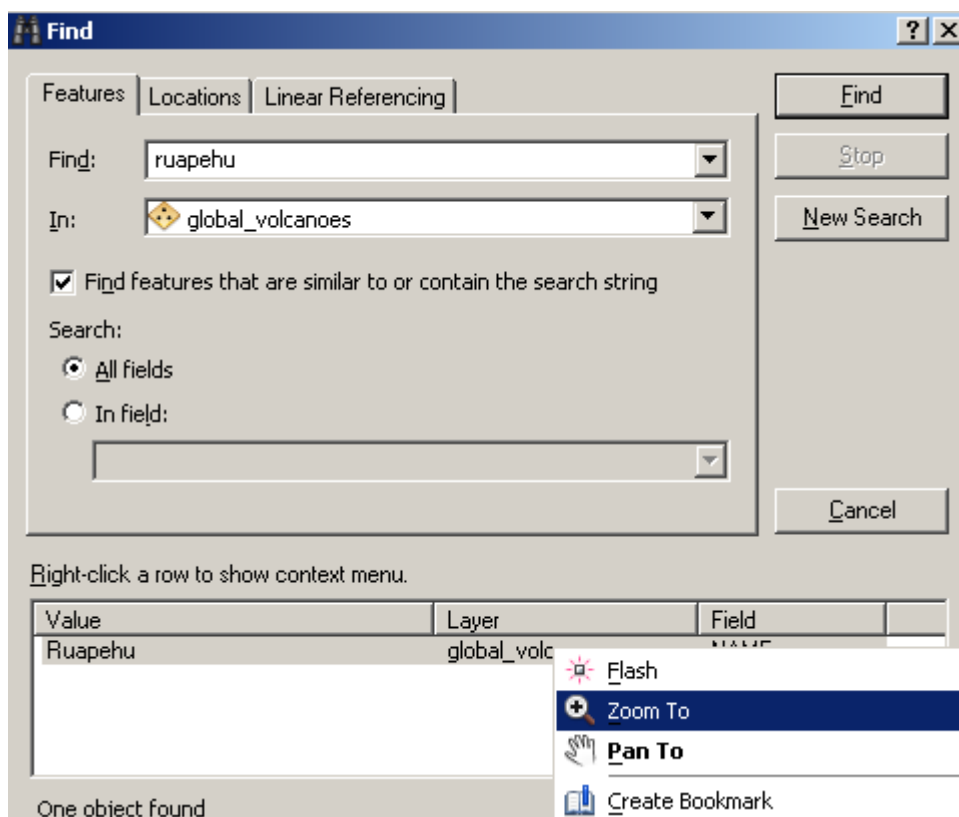 Find
Features Locations Linear Referencing Find
Find: ruapehu Stop
In: global_volcanoes New Search
Find features that are similar to or contain the search string
Search:
All fields
In field:
Cancel
Right-click a row to show context menu.
Value Layer Field
Ruapehu global_volc NAME
Flash
Zoom To
Pan To
Create Bookmark
One object found